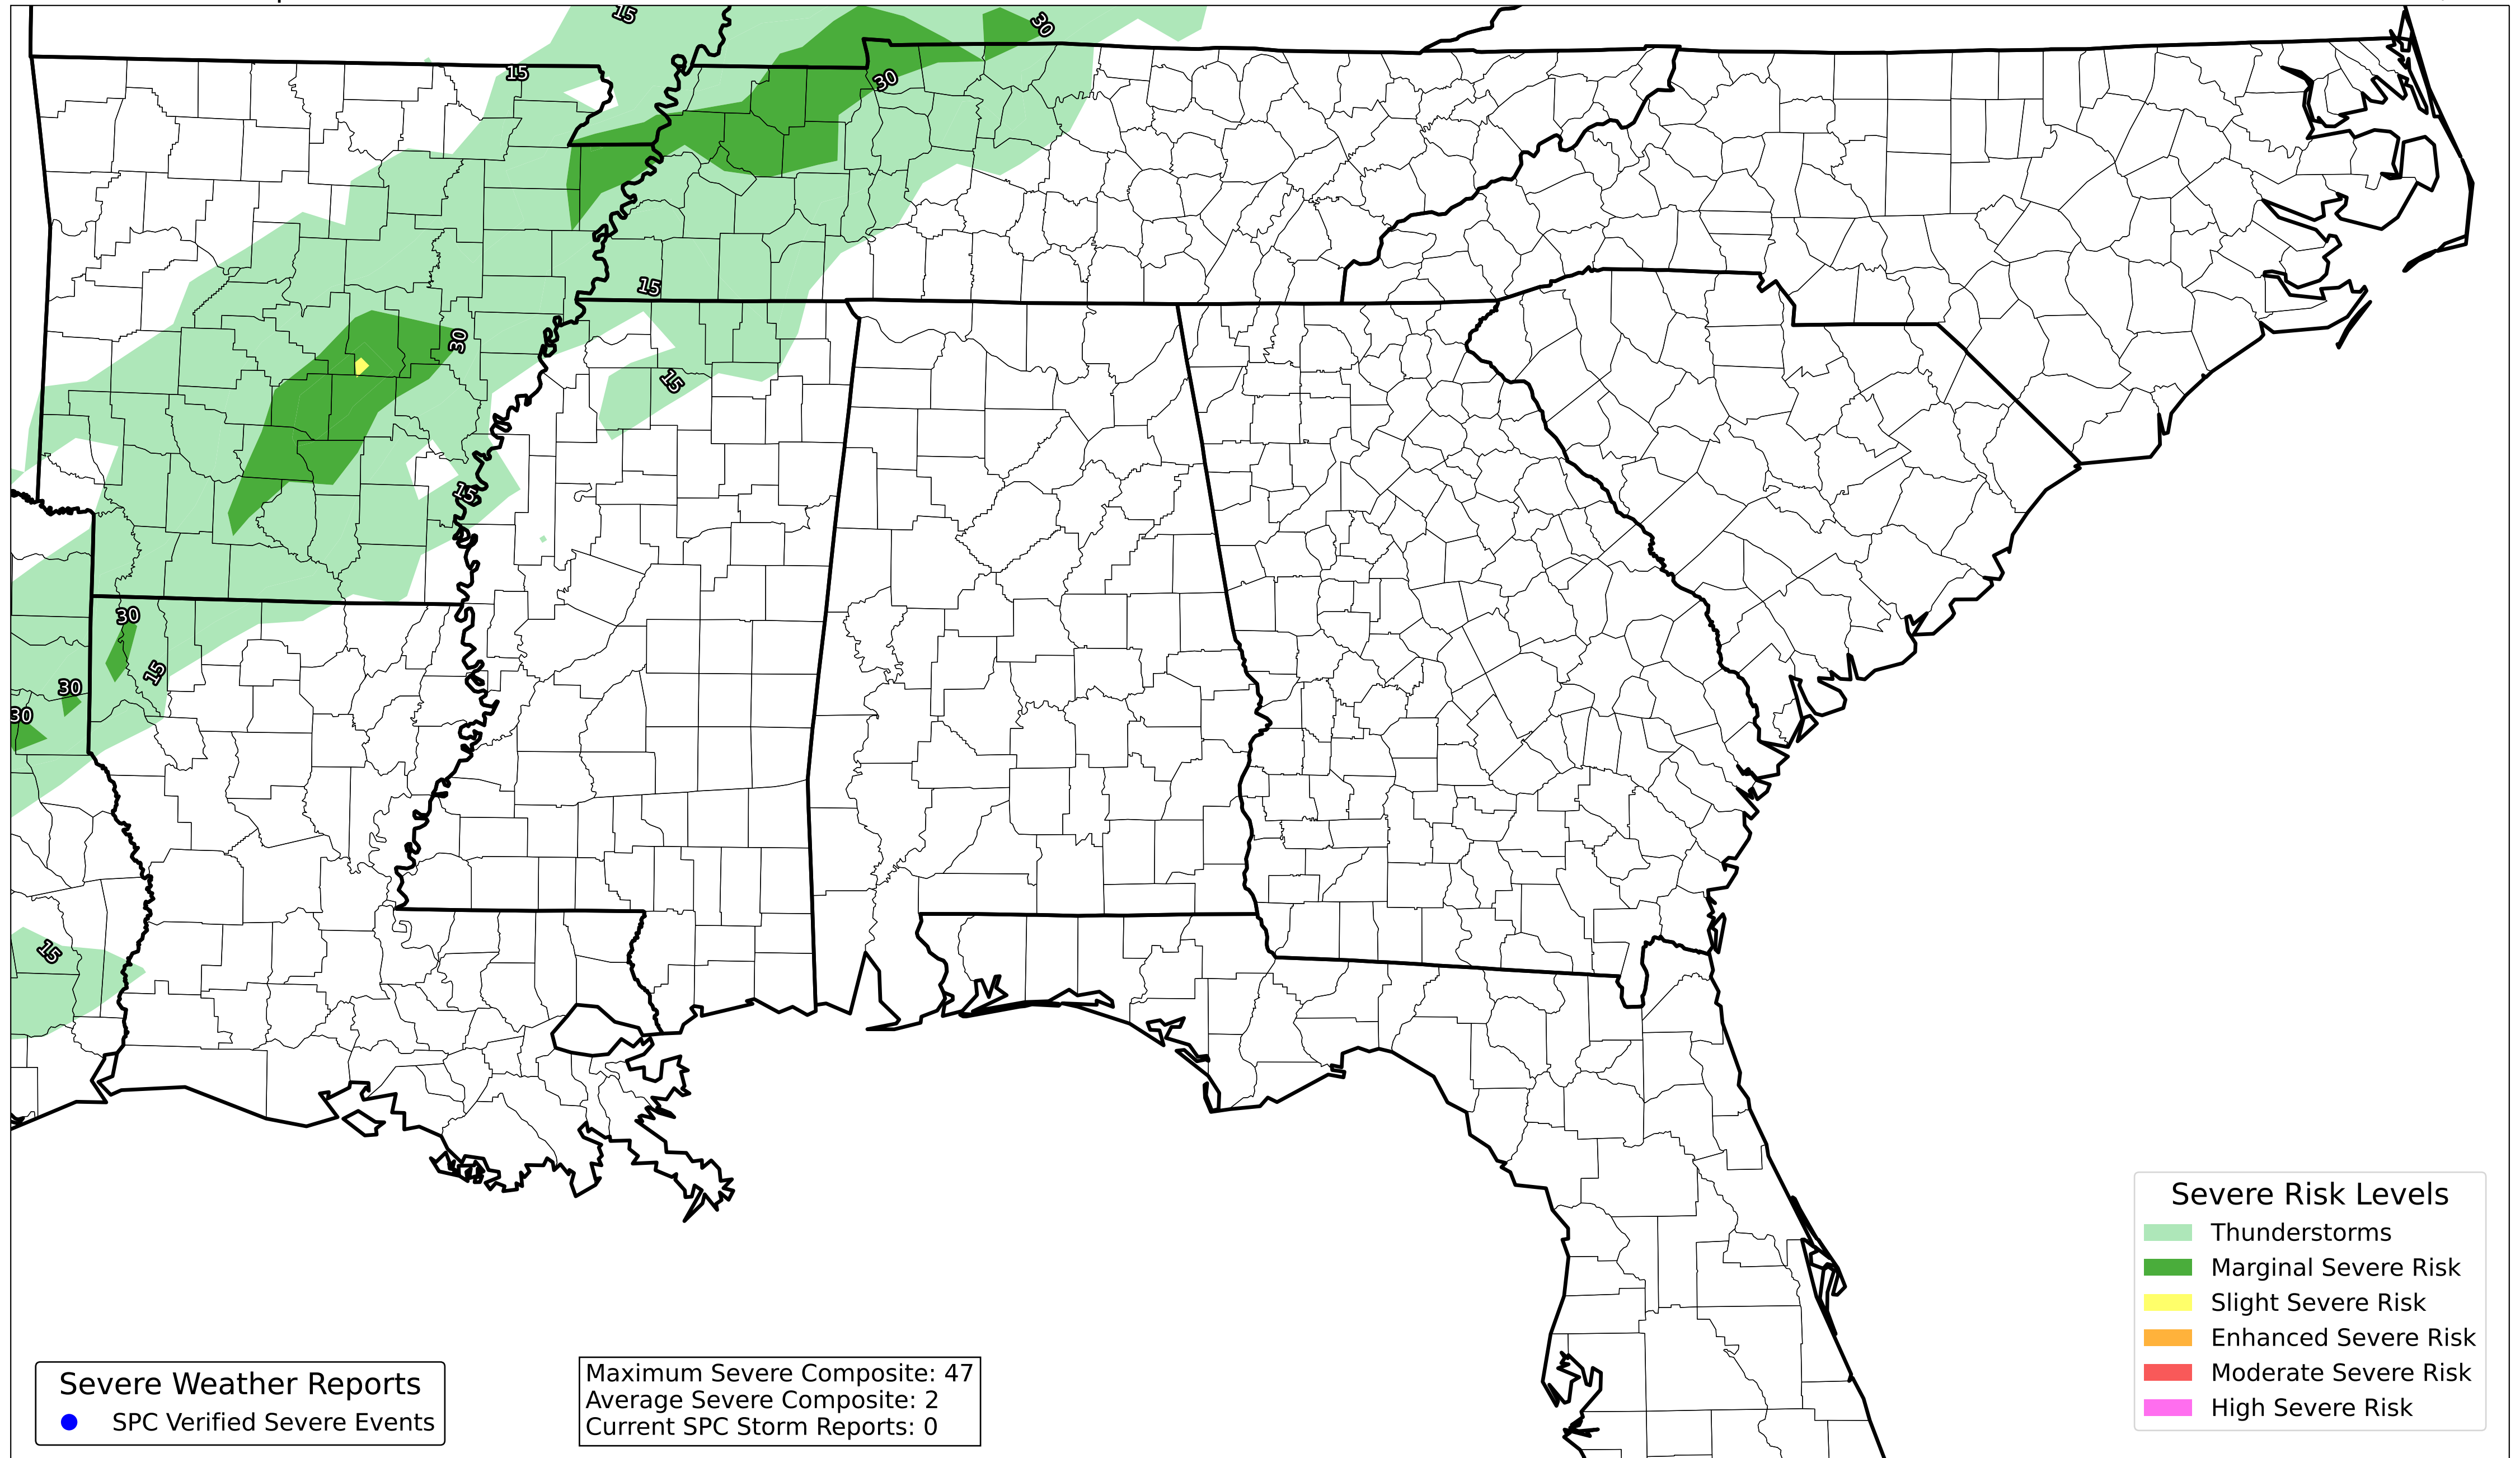 15
30
15
30
15
30
15
15
30
15
30
30
15
Severe Risk Levels
Thunderstorms
Marginal Severe Risk
Slight Severe Risk
Enhanced Severe Risk
Moderate Severe Risk
High Severe Risk
Severe Weather Reports
SPC Verified Severe Events
Maximum Severe Composite: 47
Average Severe Composite: 2
Current SPC Storm Reports: 0